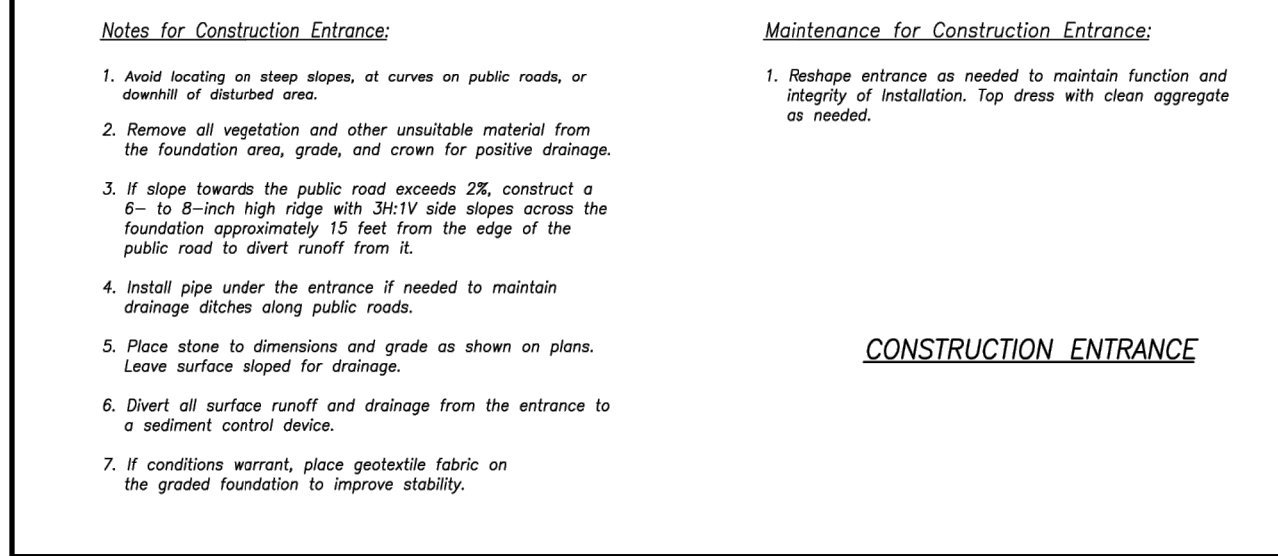 Notes for Construction Entrance:
1. Avoid locating on steep slopes, at curves on public roads, or
downhill of disturbed area.
2. Remove all vegetation and other unsuitable material from
the foundation area, grade, and crown for positive drainage.
3. If slope towards the public road exceeds 2%, construct a
6– to 8–inch high ridge with 3H:1V side slopes across the
foundation approximately 15 feet from the edge of the
public road to divert runoff from it.
4. Install pipe under the entrance if needed to maintain
drainage ditches along public roads.
5. Place stone to dimensions and grade as shown on plans.
Leave surface sloped for drainage.
6. Divert all surface runoff and drainage from the entrance to
a sediment control device.
7. If conditions warrant, place geotextile fabric on
the graded foundation to improve stability.
Maintenance for Construction Entrance:
1. Reshape entrance as needed to maintain function and
integrity of Installation. Top dress with clean aggregate
as needed.
CONSTRUCTION ENTRANCE